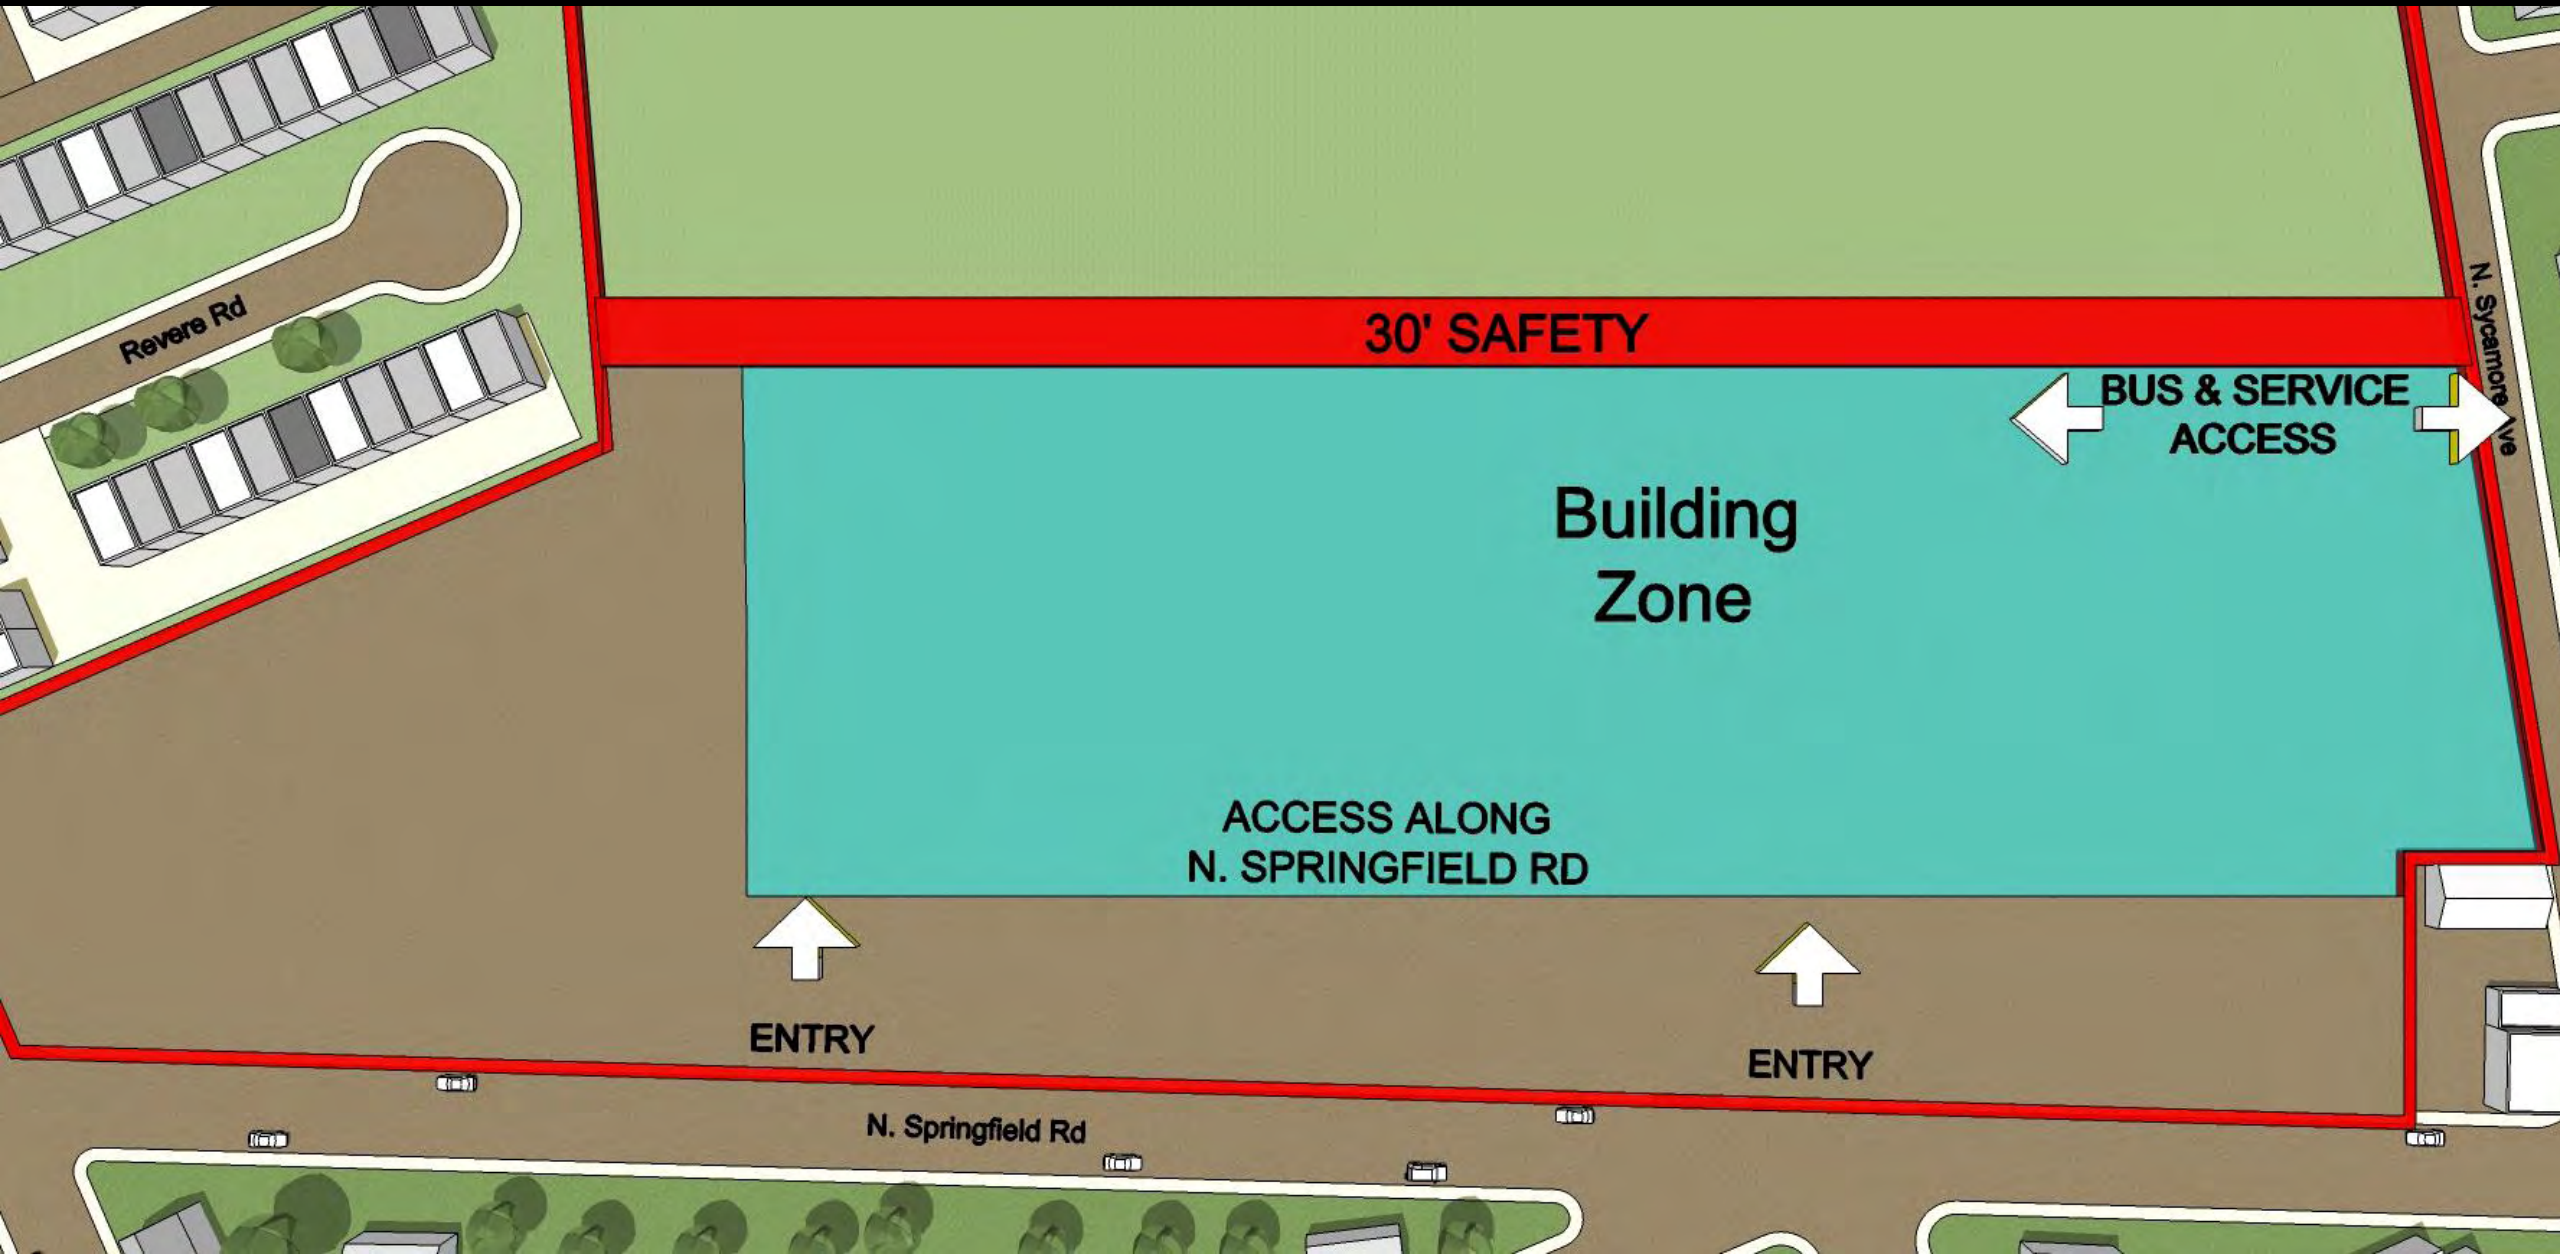 Revere Rd
30' SAFETY
N. Sycamore Ave
BUS & SERVICE
ACCESS
Building
Zone
ACCESS ALONG
N. SPRINGFIELD RD
ENTRY
ENTRY
N. Springfield Rd